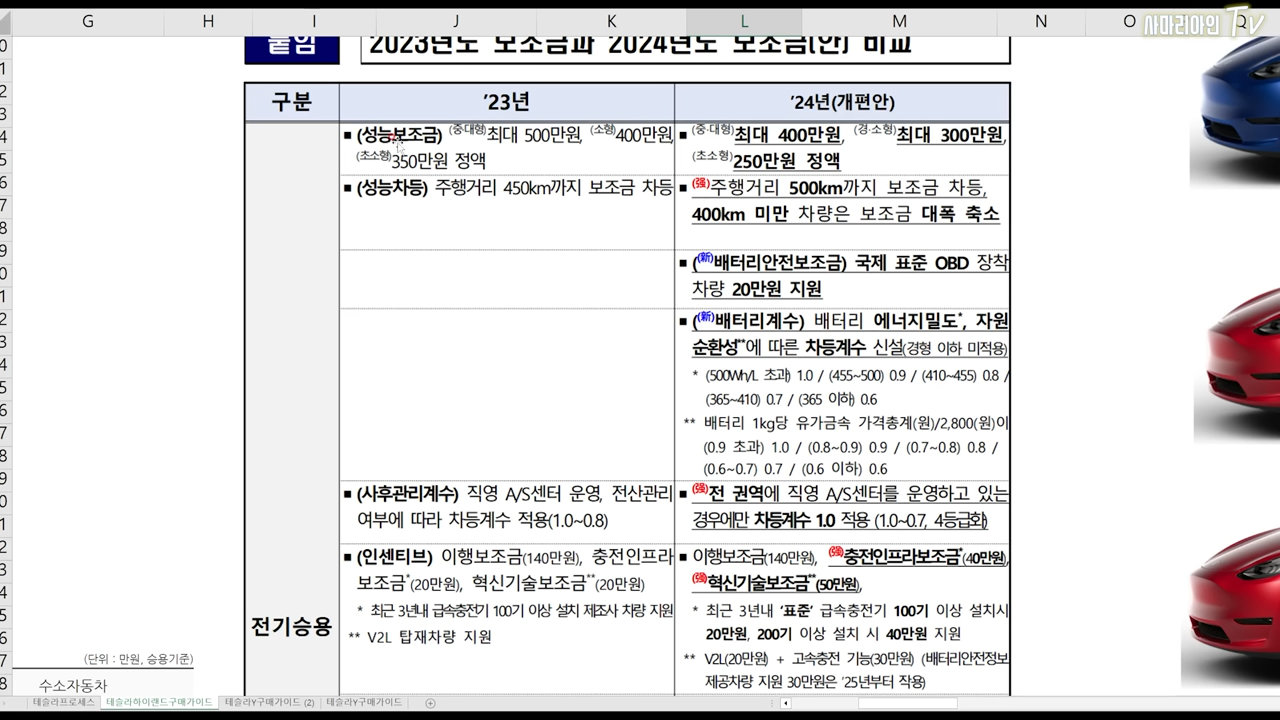 G H I J K L M N O Q
사마리아인 TV
붙임 2023년도 보조금과 2024년도 보조금(안) 비교
구분 ’23년 ’24년(개편안)
전기승용
■ (성능보조금) (중·대형)최대 500만원, (소형)400만원,
(초소형)350만원 정액
■ (중·대형)최대 400만원, (경·소형)최대 300만원,
(초소형)250만원 정액
■ (성능차등) 주행거리 450km까지 보조금 차등
■ (强)주행거리 500km까지 보조금 차등,
400km 미만 차량은 보조금 대폭 축소
■ ((新)배터리안전보조금) 국제 표준 OBD 장착
차량 20만원 지원
■ ((新)배터리계수) 배터리 에너지밀도*, 자원
순환성**에 따른 차등계수 신설(경형 이하 미적용)
* (500Wh/L 초과) 1.0 / (455~500) 0.9 / (410~455) 0.8 /
(365~410) 0.7 / (365 이하) 0.6
** 배터리 1kg당 유가금속 가격총계(원)/2,800(원)이
(0.9 초과) 1.0 / (0.8~0.9) 0.9 / (0.7~0.8) 0.8 /
(0.6~0.7) 0.7 / (0.6 이하) 0.6
■ (사후관리계수) 직영 A/S센터 운영, 전산관리
여부에 따라 차등계수 적용(1.0~0.8)
■ (强)전 권역에 직영 A/S센터를 운영하고 있는
경우에만 차등계수 1.0 적용 (1.0~0.7, 4등급화)
■ (인센티브) 이행보조금(140만원), 충전인프라
보조금*(20만원), 혁신기술보조금**(20만원)
* 최근 3년내 급속충전기 100기 이상 설치 제조사 차량 지원
** V2L 탑재차량 지원
■ 이행보조금(140만원), (强)충전인프라보조금*(40만원),
(强)혁신기술보조금**(50만원),
* 최근 3년내 ‘표준’ 급속충전기 100기 이상 설치시
20만원, 200기 이상 설치 시 40만원 지원
** V2L(20만원) + 고속충전 기능(30만원) (배터리안전정보
제공차량 지원 30만원은 ’25년부터 작용)
(단위 : 만원, 승용기준)
수소자동차
테슬라프로세스 테슬라하이랜드구매가이드 테슬라Y구매가이드 (2) 테슬라Y구매가이드